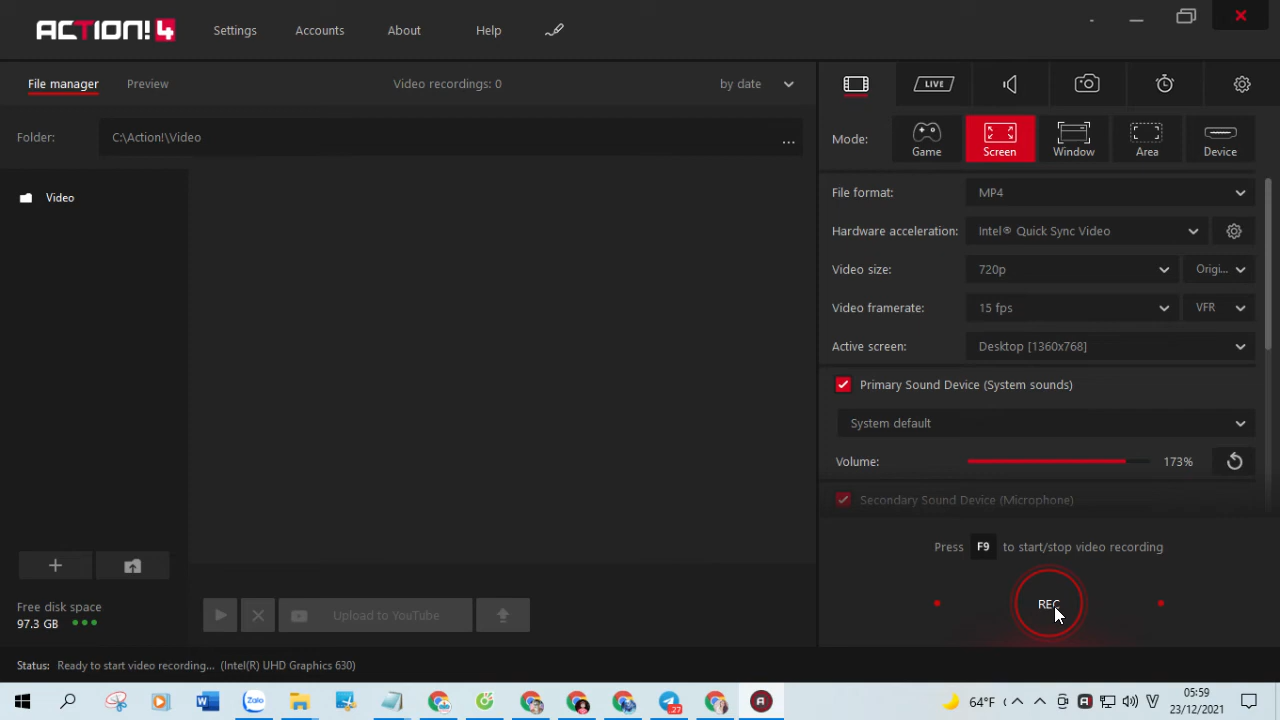 ACTION! 4
Settings
Accounts
About
Help
File manager
Preview
Video recordings: 0
by date
LIVE
Folder:
C:\Action!\Video
...
Mode:
Game
Screen
Window
Area
Device
Video
File format:
MP4
Hardware acceleration:
Intel® Quick Sync Video
Video size:
720p
Origi...
Video framerate:
15 fps
VFR
Active screen:
Desktop [1360x768]
Primary Sound Device (System sounds)
System default
Volume:
173%
Secondary Sound Device (Microphone)
Press F9 to start/stop video recording
REC
Free disk space
97.3 GB
Upload to YouTube
Status: Ready to start video recording... (Intel(R) UHD Graphics 630)
64°F
05:59
23/12/2021